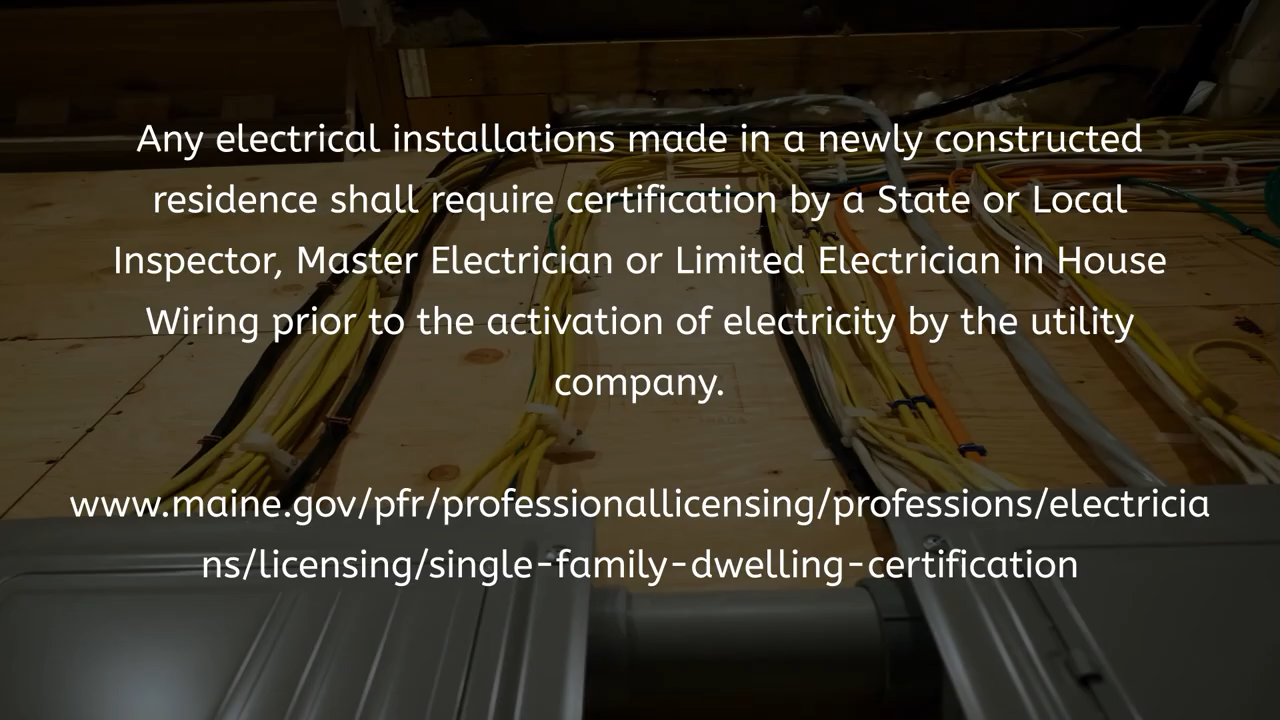 Any electrical installations made in a newly constructed
residence shall require certification by a State or Local
Inspector, Master Electrician or Limited Electrician in House
Wiring prior to the activation of electricity by the utility
company.
www.maine.gov/pfr/professionallicensing/professions/electricia
ns/licensing/single-family-dwelling-certification